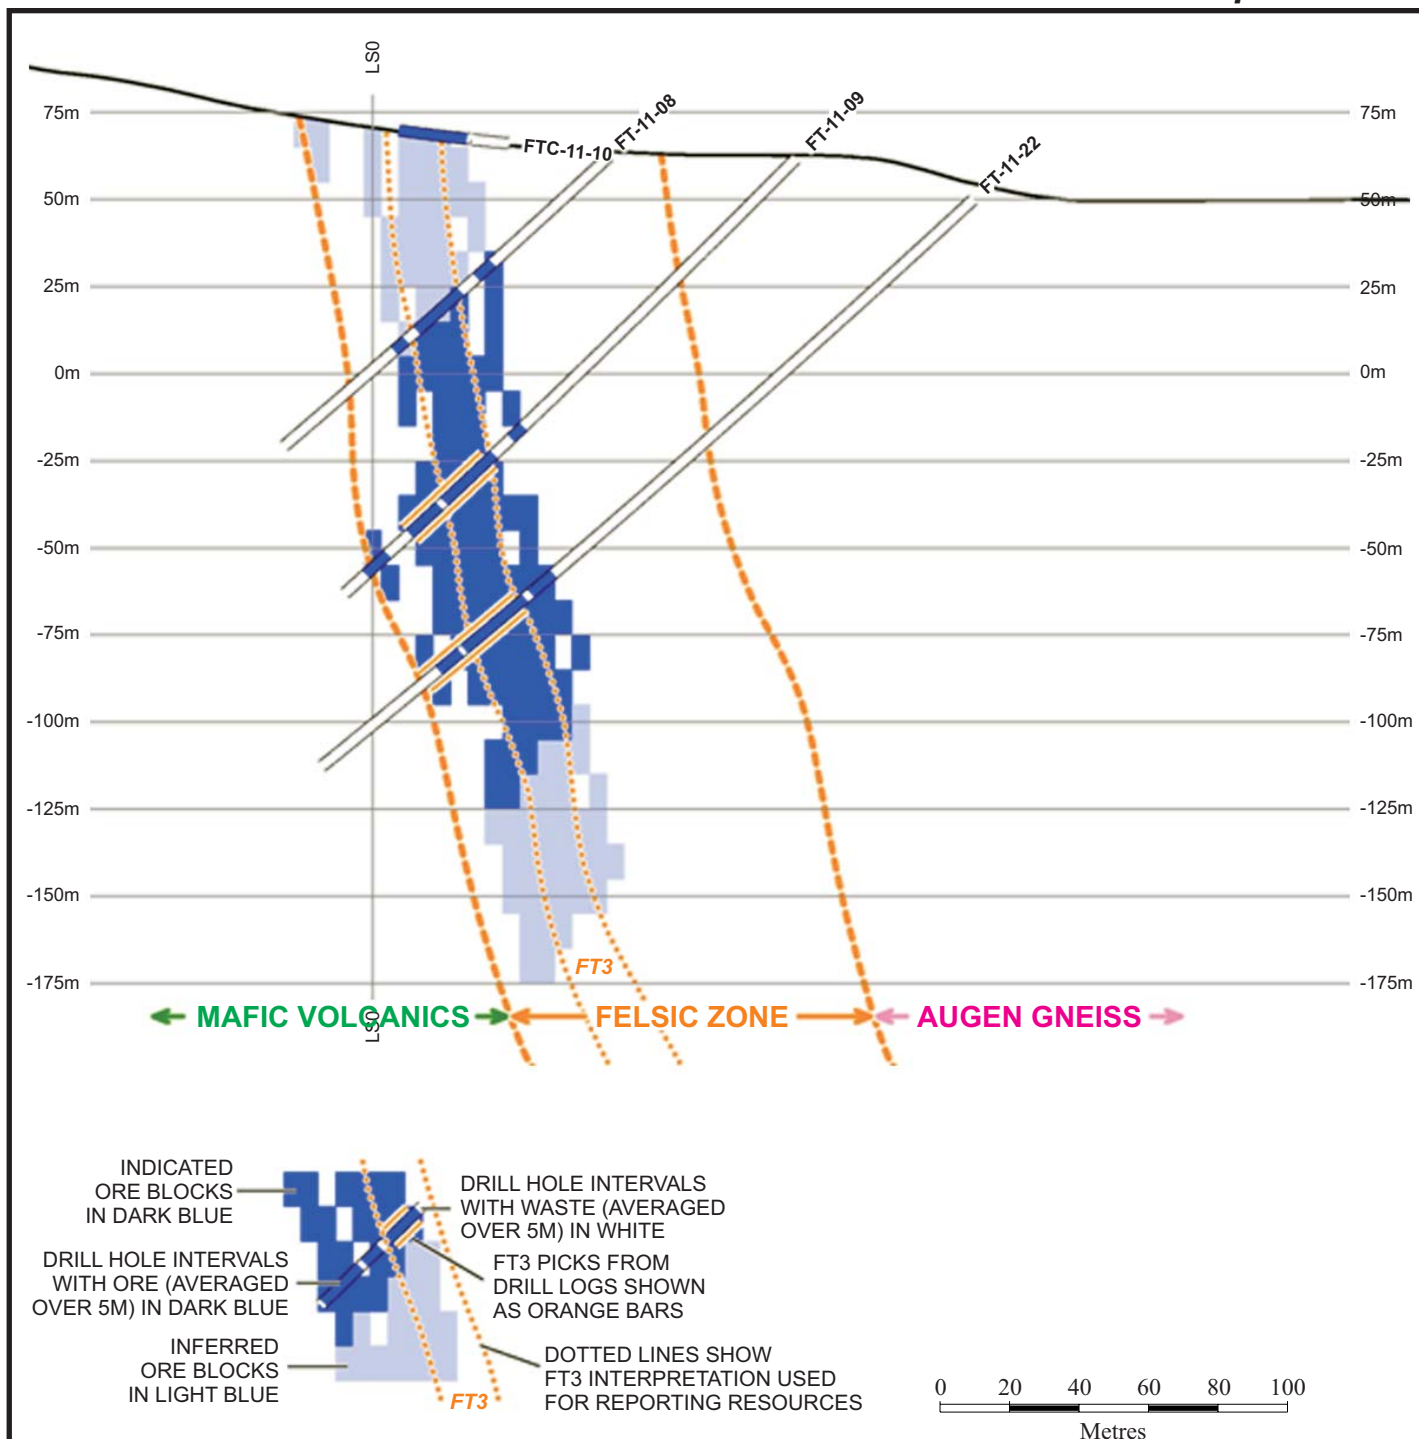 LS0
FTC-11-10
FT-11-08
FT-11-09
FT-11-22
75m
75m
50m
50m
25m
25m
0m
0m
-25m
-25m
-50m
-50m
-75m
-75m
-100m
-100m
-125m
-125m
-150m
-150m
-175m
-175m
FT3
MAFIC VOLCANICS
FELSIC ZONE
AUGEN GNEISS
LS0
INDICATED
ORE BLOCKS
IN DARK BLUE
DRILL HOLE INTERVALS
WITH ORE (AVERAGED
OVER 5M) IN DARK BLUE
INFERRED
ORE BLOCKS
IN LIGHT BLUE
DRILL HOLE INTERVALS
WITH WASTE (AVERAGED
OVER 5M) IN WHITE
FT3 PICKS FROM
DRILL LOGS SHOWN
AS ORANGE BARS
DOTTED LINES SHOW
FT3 INTERPRETATION USED
FOR REPORTING RESOURCES
FT3
0 20 40 60 80 100
Metres